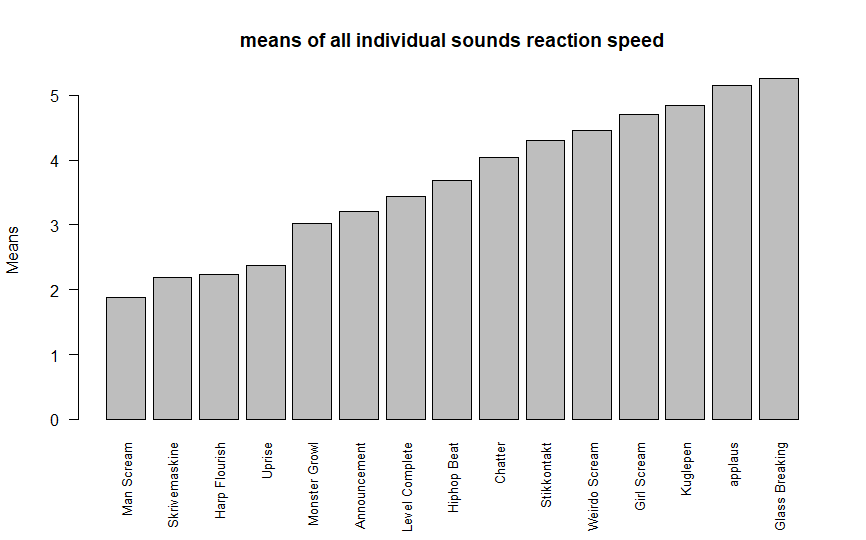 means of all individual sounds reaction speed
Means
5
4
3
2
1
0
Man Scream
Skrivemaskine
Harp Flourish
Uprise
Monster Growl
Announcement
Level Complete
Hiphop Beat
Chatter
Stikkontakt
Weirdo Scream
Girl Scream
Kuglepen
applaus
Glass Breaking